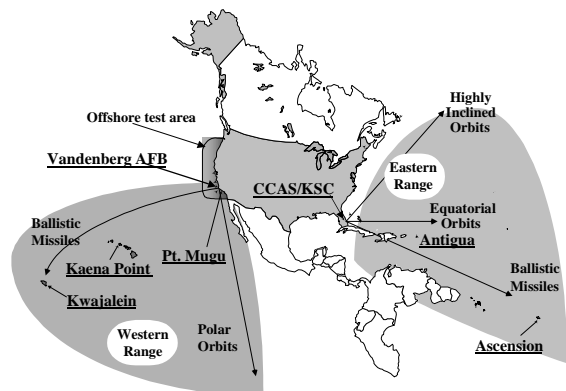 Highly
Inclined
Orbits
Offshore test area
Vandenberg AFB
CCAS/KSC
Eastern
Range
Equatorial
Orbits
Antigua
Ballistic
Missiles
Kaena Point
Pt. Mugu
Kwajalein
Ballistic
Missiles
Western
Range
Polar
Orbits
Ascension